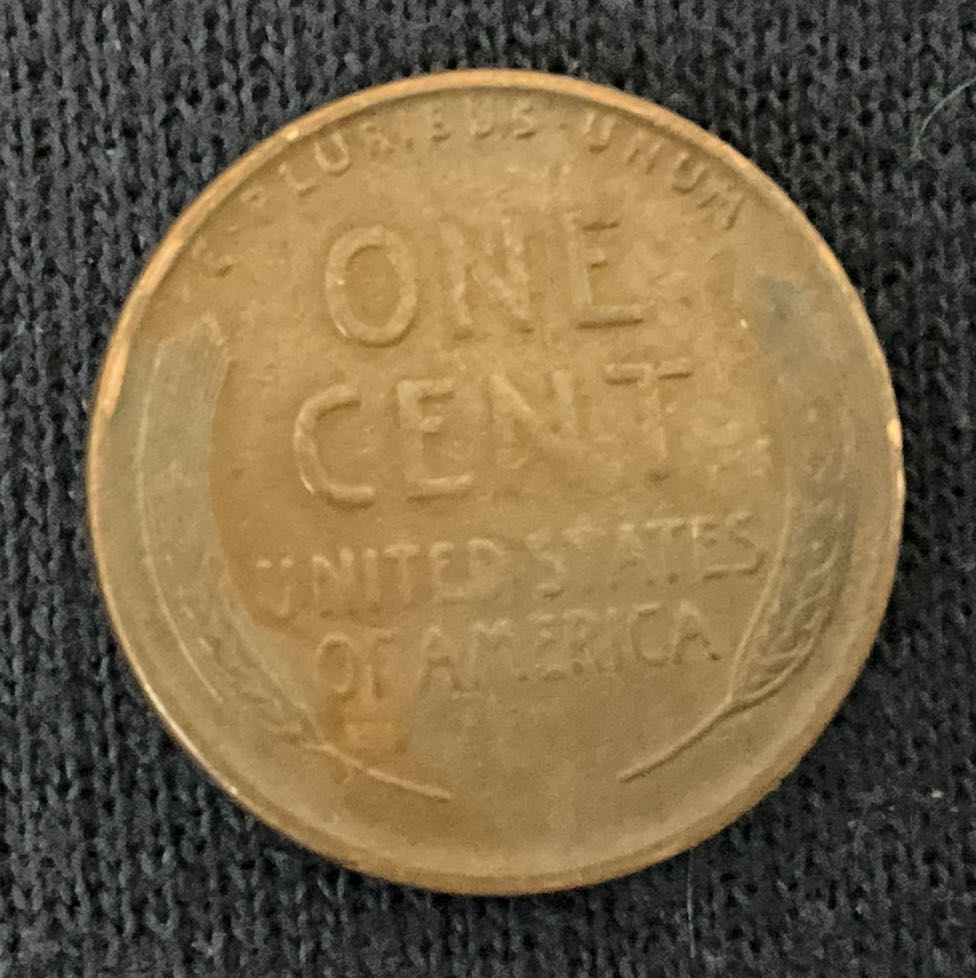 E·PLURIBUS·UNUM
ONE
CENT
UNITED STATES
OF AMERICA